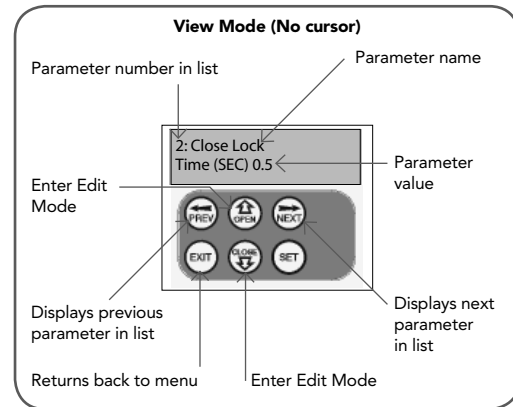 View Mode (No cursor)
Parameter number in list
Parameter name
2: Close Lock
Time (SEC) 0.5
Parameter
value
Enter Edit
Mode
PREV
OPEN
NEXT
EXIT
CLOSE
SET
Displays previous
parameter in list
Displays next
parameter
in list
Returns back to menu
Enter Edit Mode